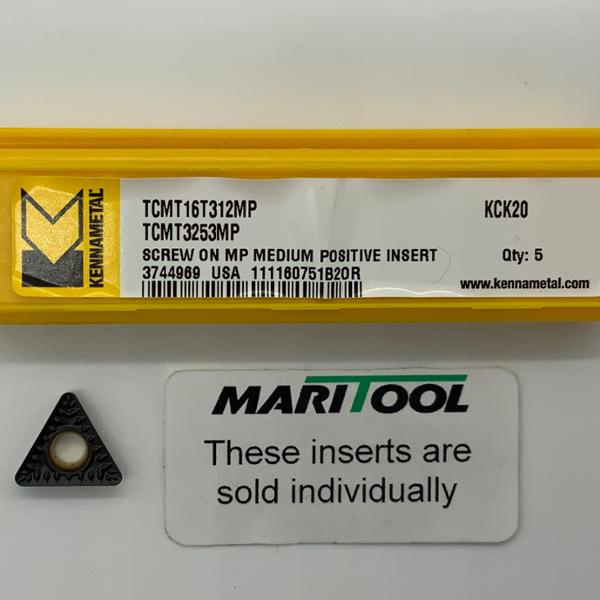 KENNAMETAL
TCMT16T312MP
KCK20
TCMT3253MP
SCREW ON MP MEDIUM POSITIVE INSERT
Qty: 5
3744969 USA 111160751B20R
www.kennametal.com
MARITOOL
These inserts are
sold individually